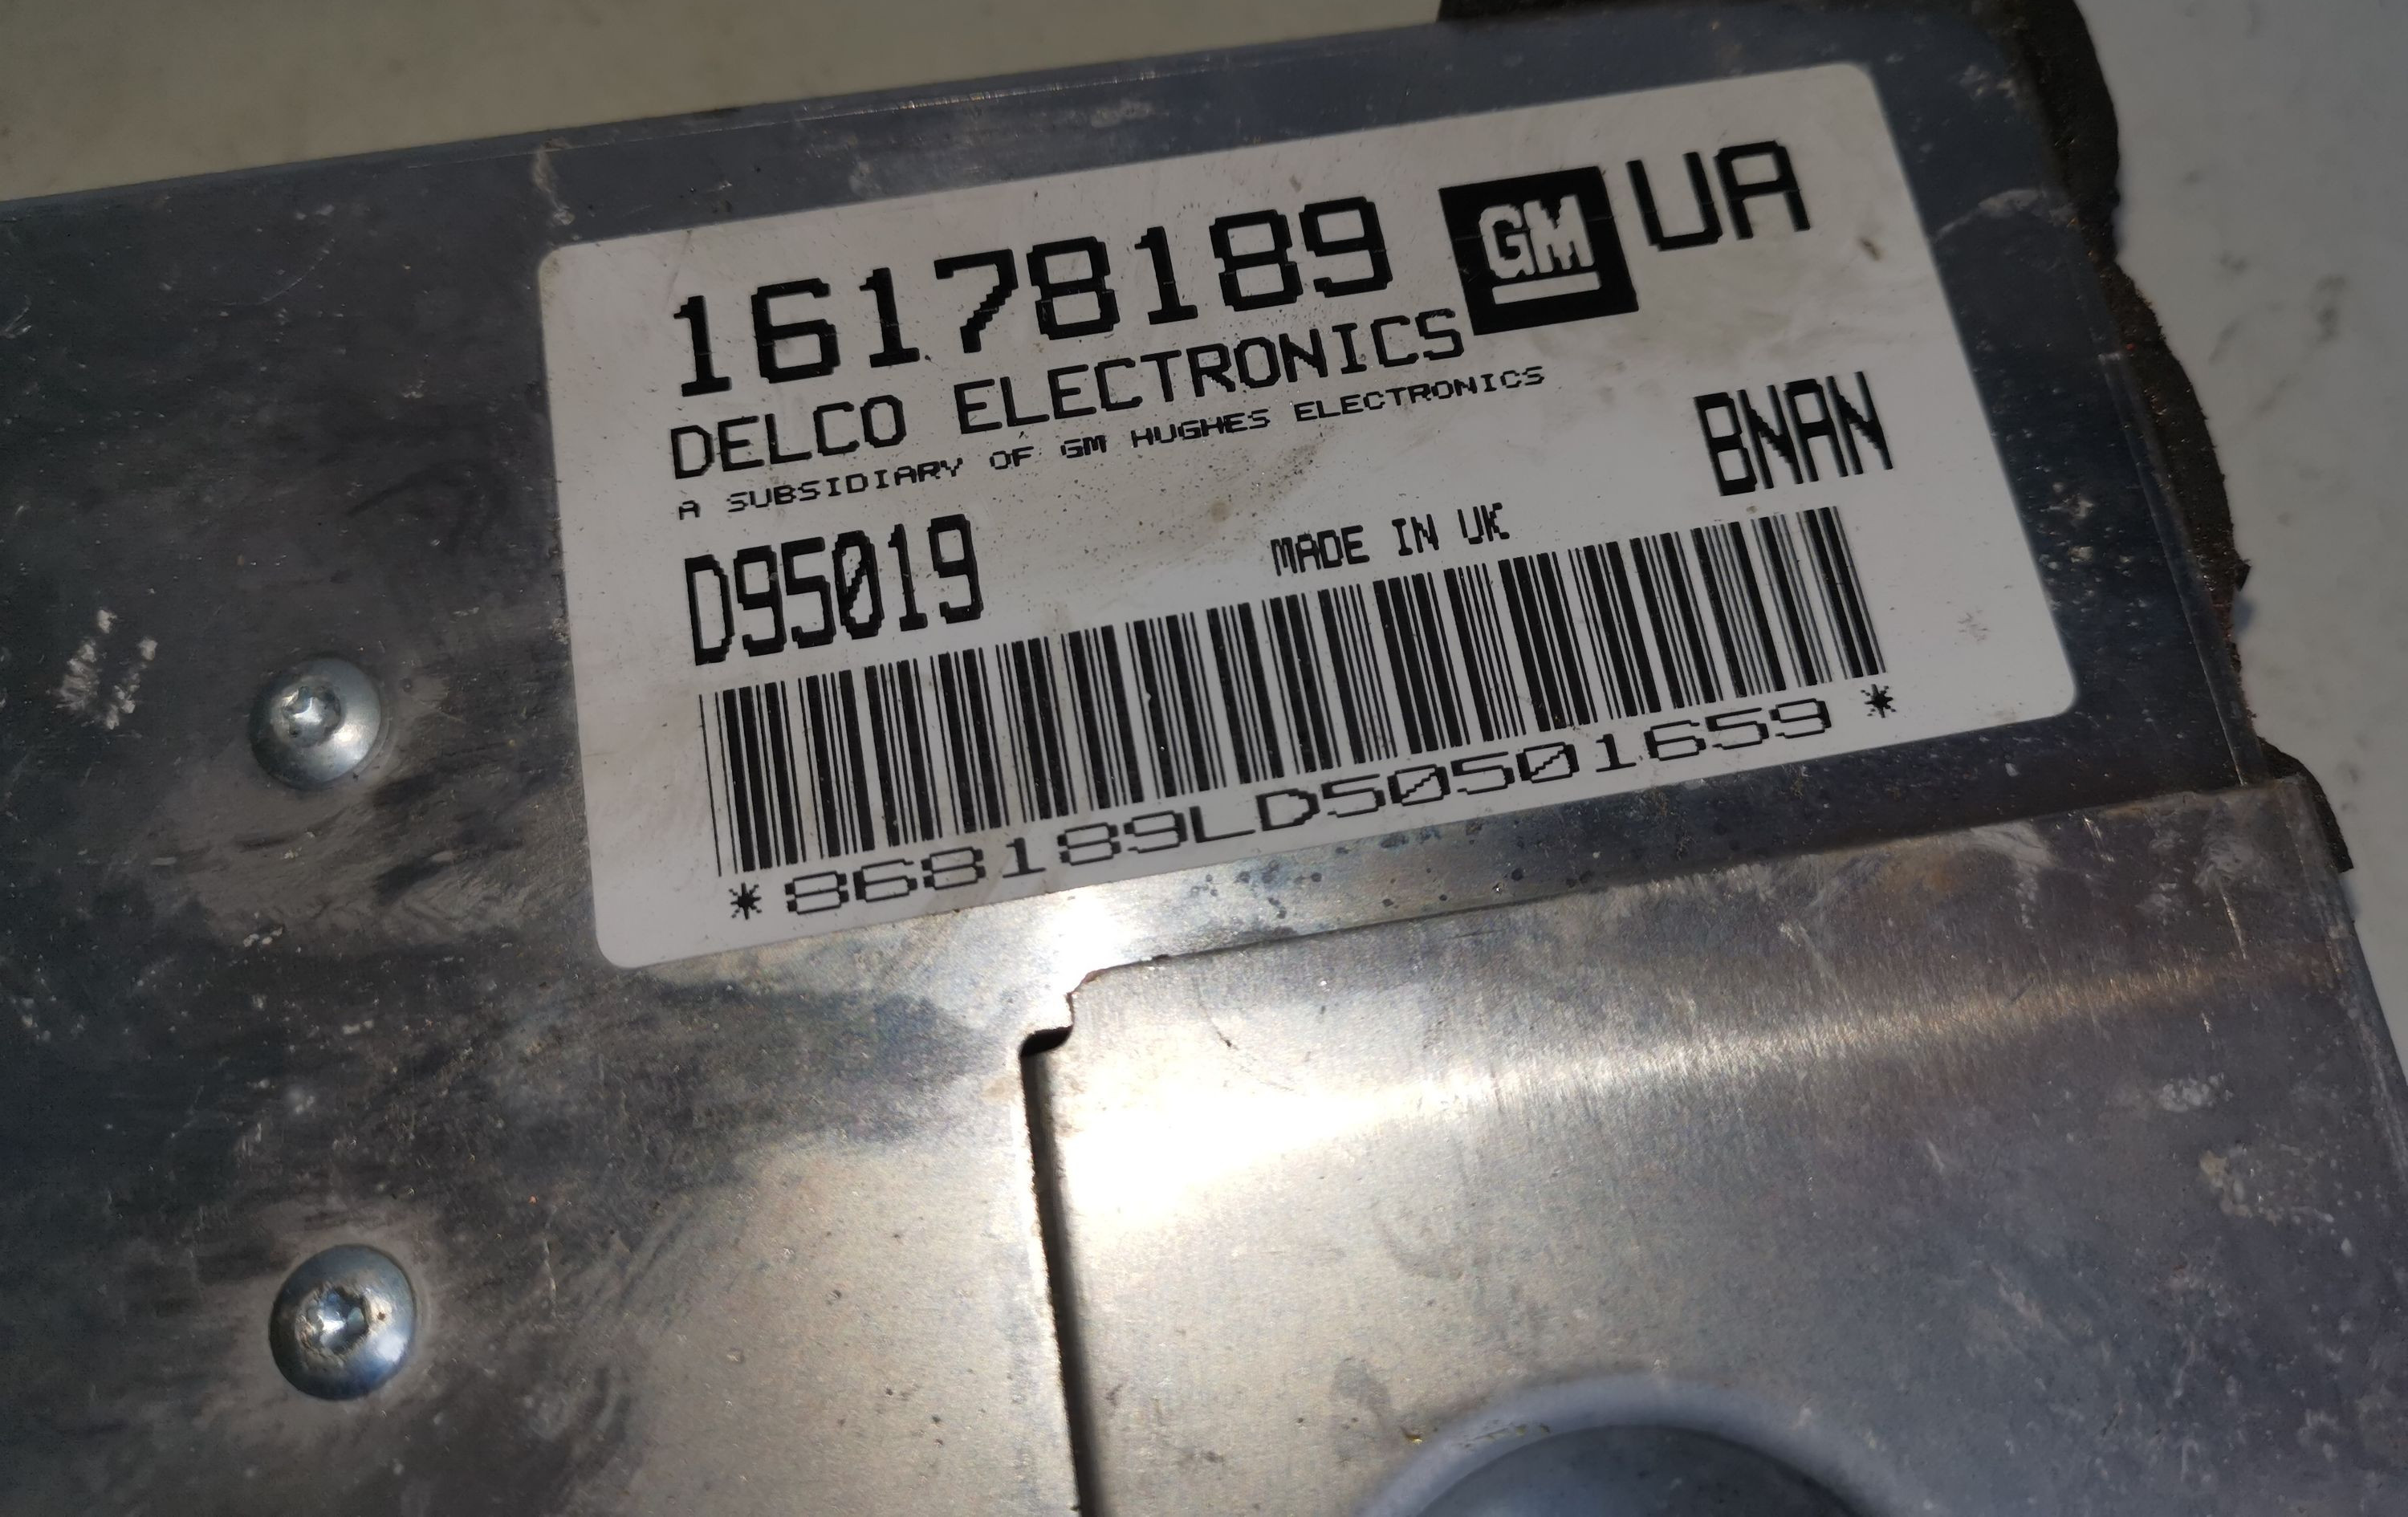 16178189 GM UA
DELCO ELECTRONICS
A SUBSIDIARY OF GM HUGHES ELECTRONICS
BNAN
D95019 MADE IN UK
*868189LD50501659*